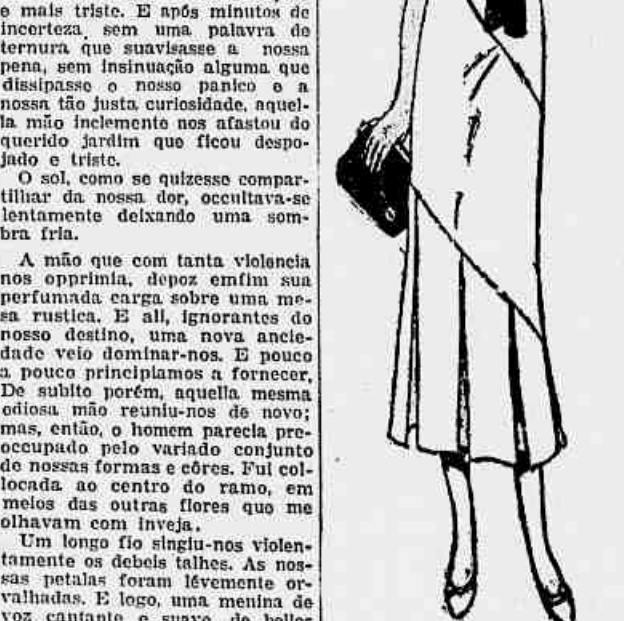 e mais triste. E após minutos de
incerteza, sem uma palavra de
ternura que suavisasse a nossa
pena, sem insinuação alguma que
dissipasse o nosso panico e a
nossa tão justa curiosidade, aquel-
la mão inclemente nos afastou do
querido jardim que ficou despo-
jado e triste.
O sol, como se quizesse compar-
tilhar da nossa dor, occultava-se
lentamente deixando uma som-
bra fria.
A mão que com tanta violencia
nos opprimia, depoz emfim sua
perfumada carga sobre uma me-
sa rustica. E ali, ignorantes do
nosso destino, uma nova ancie-
dade veio dominar-nos. E pouco
a pouco principiamos a fornecer.
De subito porém, aquella mesma
odiosa mão reuniu-nos de novo;
mas, então, o homem parecia pre-
occupado pelo variado conjunto
de nossas formas e côres. Fui col-
locada ao centro do ramo, em
meios das outras flores que me
olhavam com inveja.
Um longo fio singiu-nos violen-
tamente os debeis talhes. As nos-
sas petalas foram lévemente or-
valhadas. E logo, uma menina de
voz cantante e suave, de bellos